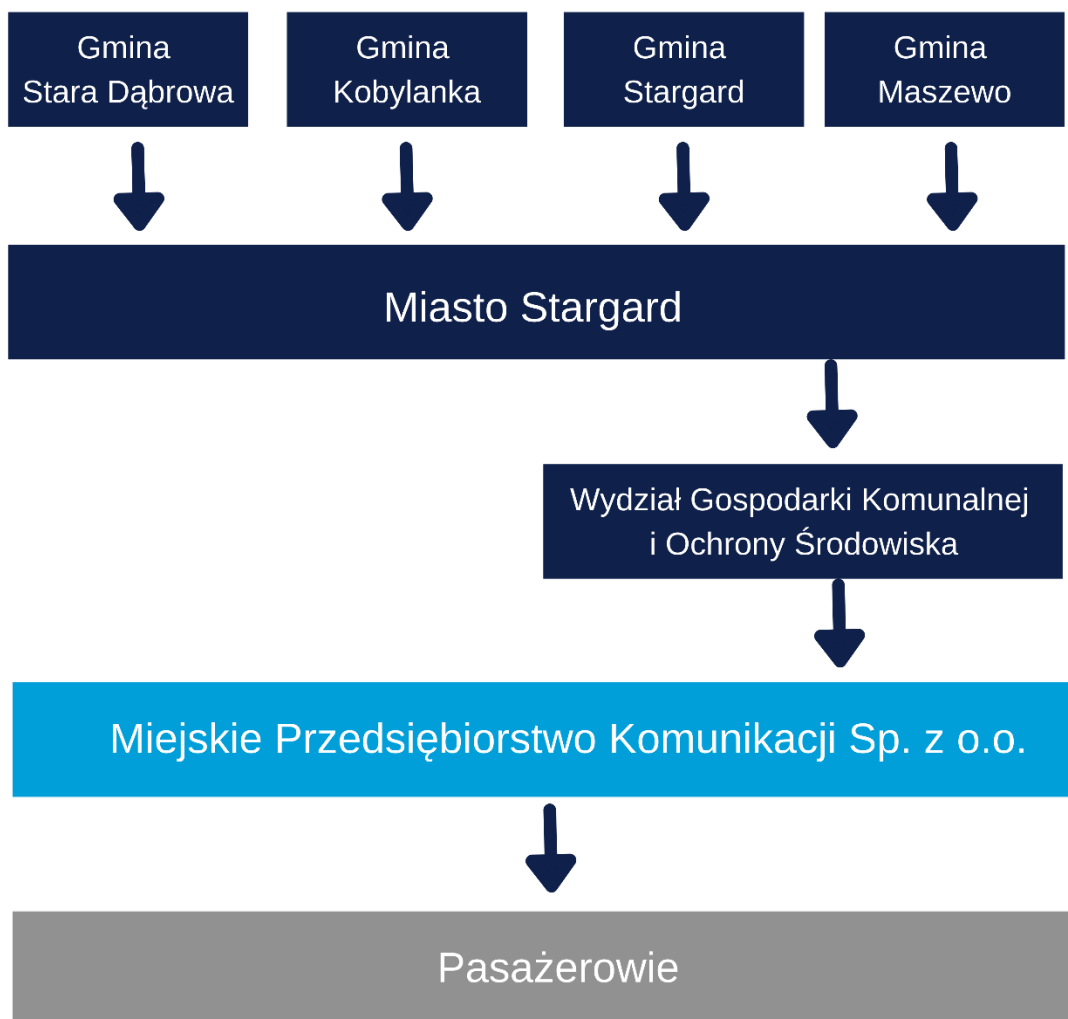 Gmina
Stara Dąbrowa
Gmina
Kobylanka
Gmina
Stargard
Gmina
Maszewo
Miasto Stargard
Wydział Gospodarki Komunalnej
i Ochrony Środowiska
Miejskie Przedsiębiorstwo Komunikacji Sp. z o.o.
Pasażerowie